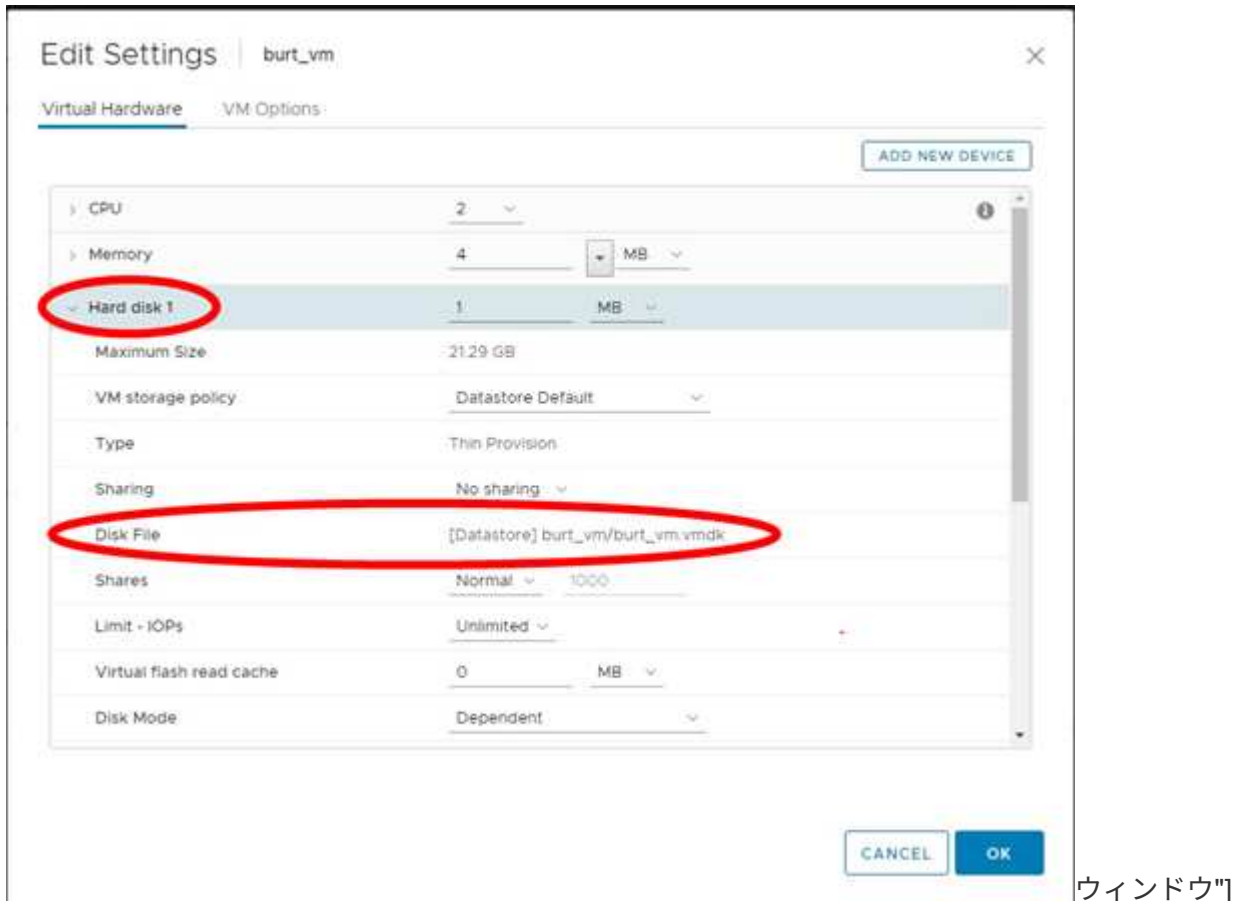 Edit Settings burt_vm
Virtual Hardware VM Options
ADD NEW DEVICE
CPU 2
Memory 4 MB
Hard disk 1 1 MB
Maximum Size 21.29 GB
VM storage policy Datastore Default
Type Thin Provision
Sharing No sharing
Disk File [Datastore] burt_vm/burt_vm.vmdk
Shares Normal 1000
Limit - IOPs Unlimited
Virtual flash read cache 0 MB
Disk Mode Dependent
CANCEL OK
ウィンドウ"]